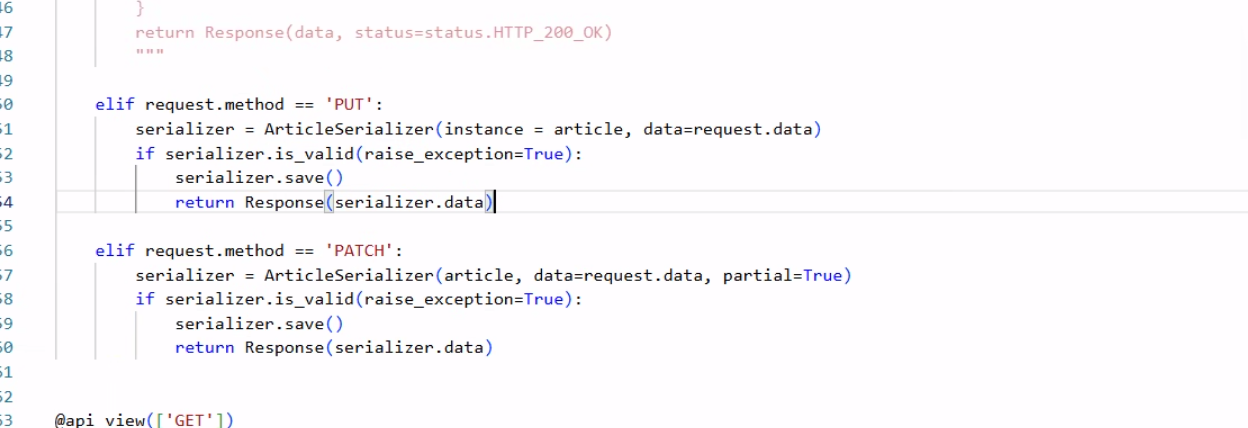 46 }
47 return Response(data, status=status.HTTP_200_OK)
48 """
49
50 elif request.method == 'PUT':
51 serializer = ArticleSerializer(instance = article, data=request.data)
52 if serializer.is_valid(raise_exception=True):
53 serializer.save()
54 return Response(serializer.data)
55
56 elif request.method == 'PATCH':
57 serializer = ArticleSerializer(article, data=request.data, partial=True)
58 if serializer.is_valid(raise_exception=True):
59 serializer.save()
60 return Response(serializer.data)
61
62
63 @api_view(['GET'])